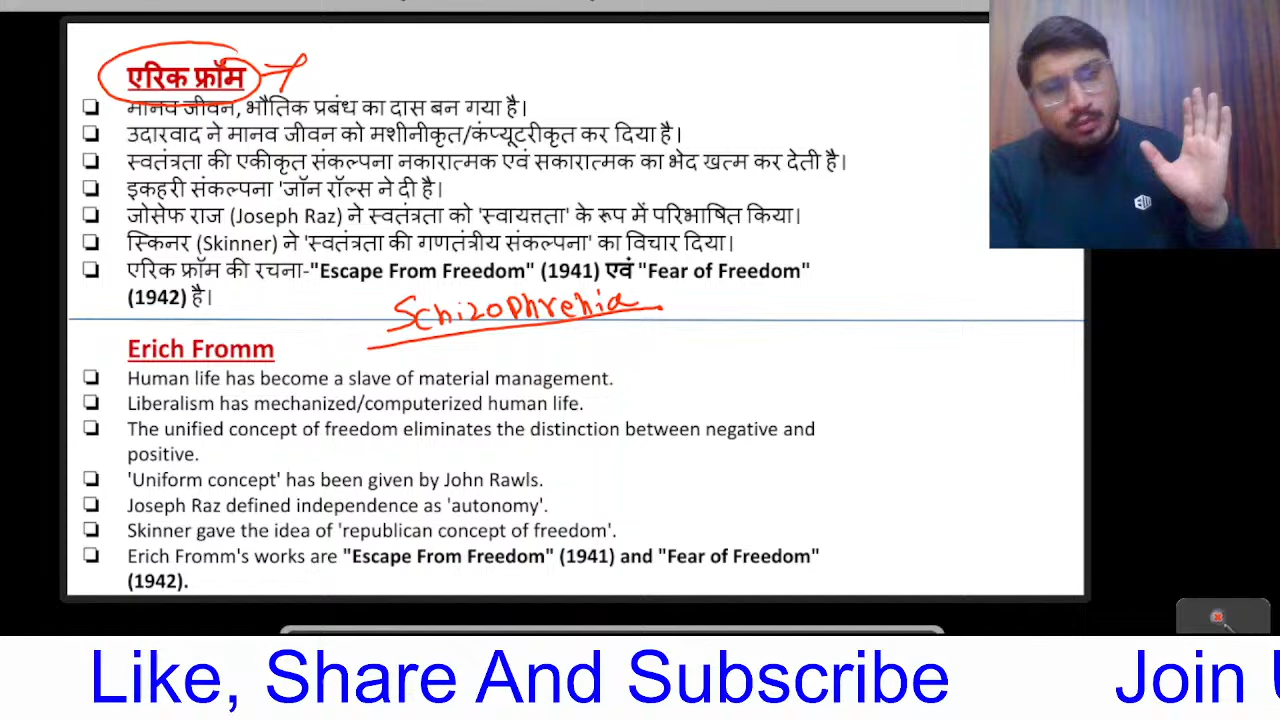 एरिक फ्रॉम
❑ मानव जीवन, भौतिक प्रबंध का दास बन गया है।
❑ उदारवाद ने मानव जीवन को मशीनीकृत/कंप्यूटरीकृत कर दिया है।
❑ स्वतंत्रता की एकीकृत संकल्पना नकारात्मक एवं सकारात्मक का भेद खत्म कर देती है।
❑ इकहरी संकल्पना 'जॉन रॉल्स ने दी है।
❑ जोसेफ राज (Joseph Raz) ने स्वतंत्रता को 'स्वायत्तता' के रूप में परिभाषित किया।
❑ स्किनर (Skinner) ने 'स्वतंत्रता की गणतंत्रीय संकल्पना' का विचार दिया।
❑ एरिक फ्रॉम की रचना-"Escape From Freedom" (1941) एवं "Fear of Freedom"
(1942) है।
Schizophrenia
Erich Fromm
❑ Human life has become a slave of material management.
❑ Liberalism has mechanized/computerized human life.
❑ The unified concept of freedom eliminates the distinction between negative and
positive.
❑ 'Uniform concept' has been given by John Rawls.
❑ Joseph Raz defined independence as 'autonomy'.
❑ Skinner gave the idea of 'republican concept of freedom'.
❑ Erich Fromm's works are "Escape From Freedom" (1941) and "Fear of Freedom"
(1942).
Like, Share And Subscribe Join